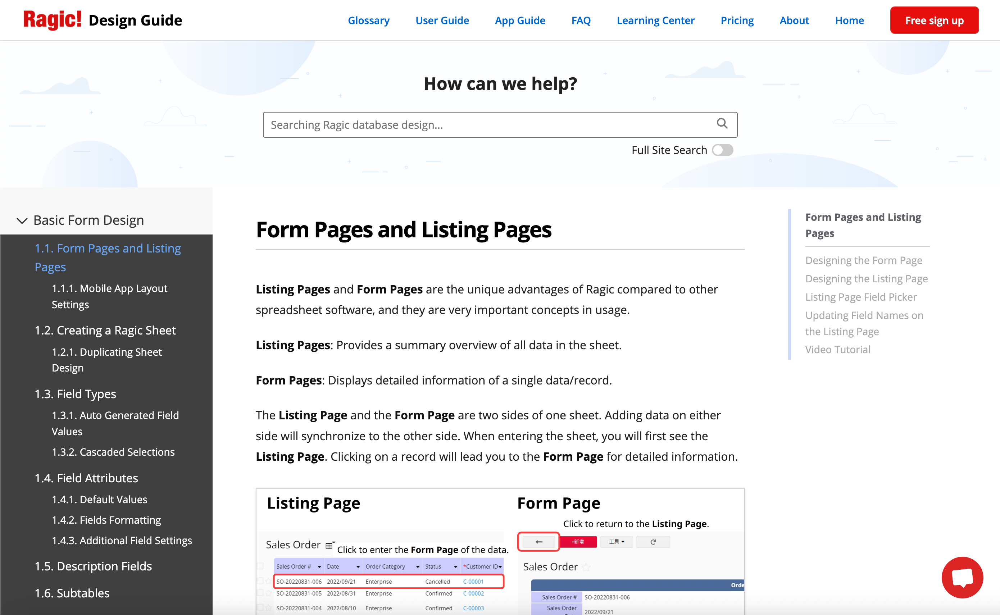 Ragic! Design Guide
Glossary
User Guide
App Guide
FAQ
Learning Center
Pricing
About
Home
Free sign up
How can we help?
Searching Ragic database design...
Full Site Search
Basic Form Design
1.1. Form Pages and Listing
Pages
1.1.1. Mobile App Layout
Settings
1.2. Creating a Ragic Sheet
1.2.1. Duplicating Sheet
Design
1.3. Field Types
1.3.1. Auto Generated Field
Values
1.3.2. Cascaded Selections
1.4. Field Attributes
1.4.1. Default Values
1.4.2. Fields Formatting
1.4.3. Additional Field Settings
1.5. Description Fields
1.6. Subtables
Form Pages and Listing Pages
Listing Pages and Form Pages are the unique advantages of Ragic compared to other
spreadsheet software, and they are very important concepts in usage.
Listing Pages: Provides a summary overview of all data in the sheet.
Form Pages: Displays detailed information of a single data/record.
The Listing Page and the Form Page are two sides of one sheet. Adding data on either
side will synchronize to the other side. When entering the sheet, you will first see the
Listing Page. Clicking on a record will lead you to the Form Page for detailed information.
Listing Page
Sales Order
Click to enter the Form Page of the data.
Sales Order # Date Order Category Status *Customer ID
SO-20220831-006 2022/09/21 Enterprise Cancelled C-00001
SO-20220831-005 2022/08/31 Enterprise Confirmed C-00002
SO-20220831-004 2022/08/10 Enterprise Confirmed C-00003
Form Page
Click to return to the Listing Page.
+新增 工具
Sales Order
Orde
Sales Order # SO-20220831-006
Sales Order
2022/09/21
Form Pages and Listing
Pages
Designing the Form Page
Designing the Listing Page
Listing Page Field Picker
Updating Field Names on
the Listing Page
Video Tutorial